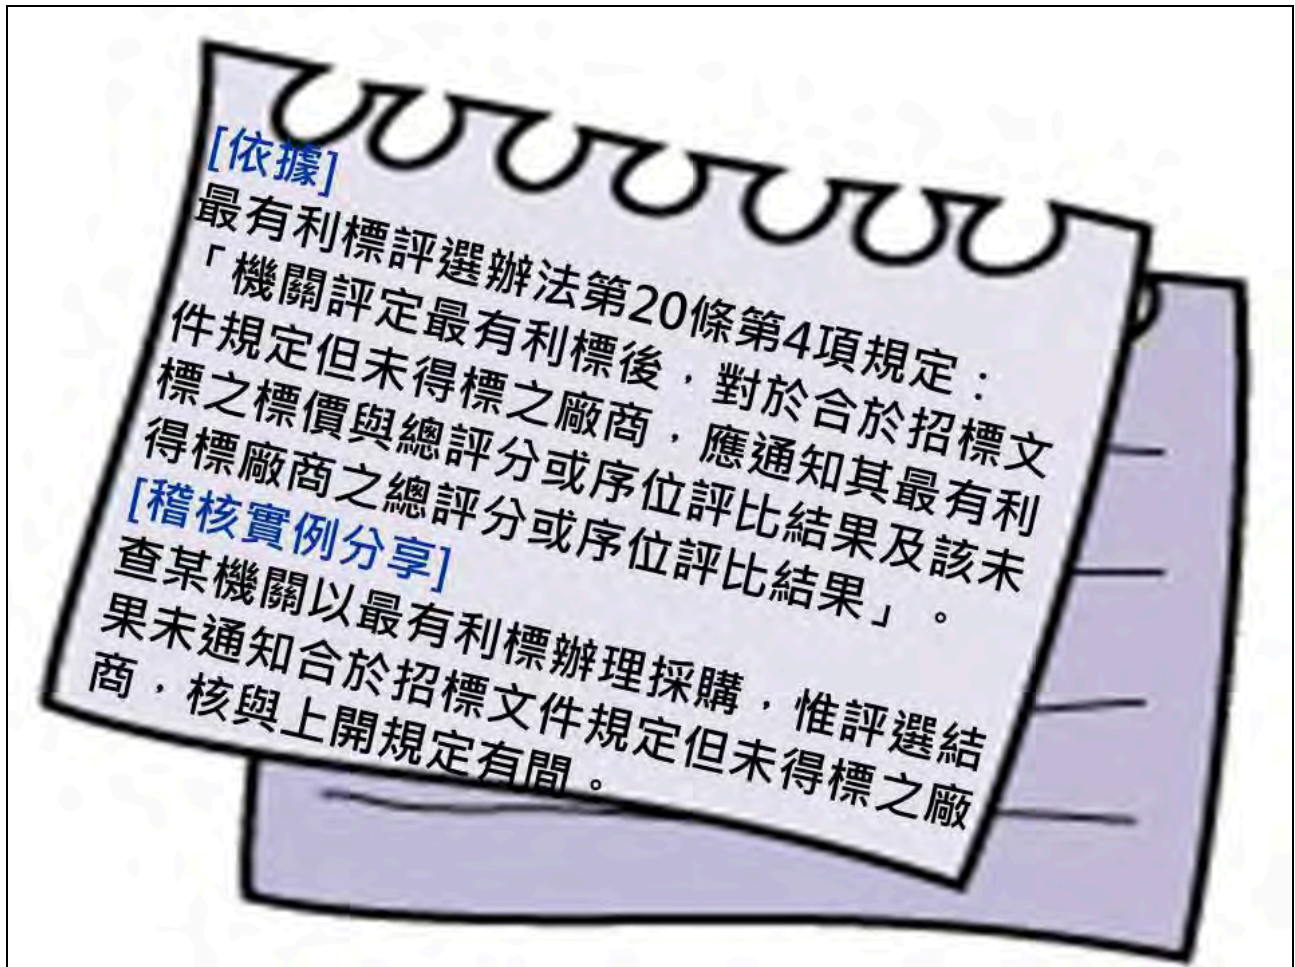 [依據]
最有利標評選辦法第20條第4項規定：
「機關評定最有利標後，對於合於招標文
件規定但未得標之廠商，應通知其最有利
標之標價與總評分或序位評比結果及該未
得標廠商之總評分或序位評比結果」。
[稽核實例分享]
查某機關以最有利標辦理採購，惟評選結
果未通知合於招標文件規定但未得標之廠
商，核與上開規定有間。